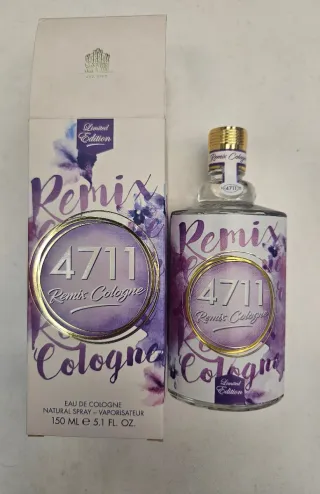 Limited
Edition
Remix
4711
Remix Cologne
Cologne
EAU DE COLOGNE
NATURAL SPRAY – VAPORISATEUR
150 ML ℮ 5.1 FL. OZ.
Remix Cologne
4711
Remix
4711
Remix Cologne
Cologne
Limited
Edition